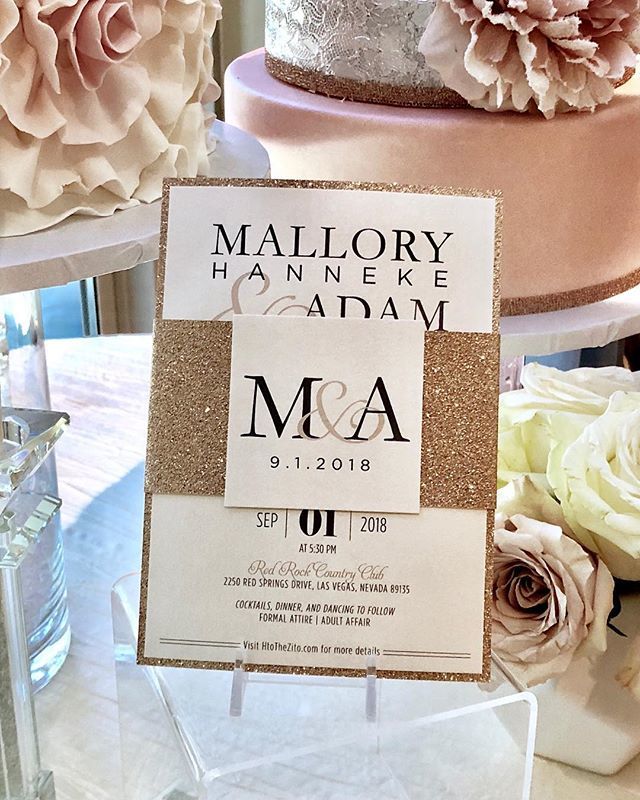 MALLORY
HANNEKE
& ADAM
M&A
9.1.2018
SEP | 01 | 2018
AT 5:30 PM
Red Rock Country Club
2250 RED SPRINGS DRIVE, LAS VEGAS, NEVADA 89135
COCKTAILS, DINNER, AND DANCING TO FOLLOW
FORMAL ATTIRE | ADULT AFFAIR
Visit HtoTheZito.com for more details